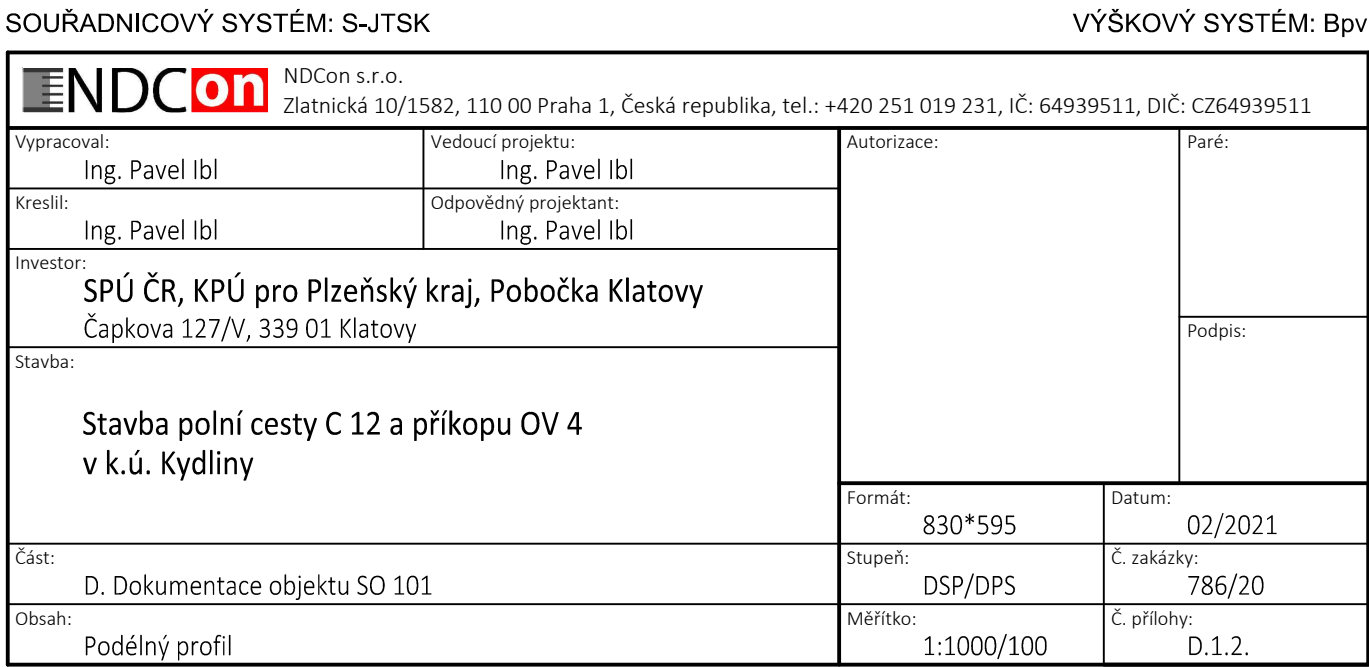 SOUŘADNICOVÝ SYSTÉM: S-JTSK
VÝŠKOVÝ SYSTÉM: Bpv
NDCon
NDCon s.r.o.
Zlatnická 10/1582, 110 00 Praha 1, Česká republika, tel.: +420 251 019 231, IČ: 64939511, DIČ: CZ64939511
Vypracoval:
Ing. Pavel Ibl
Vedoucí projektu:
Ing. Pavel Ibl
Autorizace:
Paré:
Kreslil:
Ing. Pavel Ibl
Odpovědný projektant:
Ing. Pavel Ibl
Investor:
SPÚ ČR, KPÚ pro Plzeňský kraj, Pobočka Klatovy
Čapkova 127/V, 339 01 Klatovy
Podpis:
Stavba:
Stavba polní cesty C 12 a příkopu OV 4
v k.ú. Kydliny
Formát:
830*595
Datum:
02/2021
Část:
D. Dokumentace objektu SO 101
Stupeň:
DSP/DPS
Č. zakázky:
786/20
Obsah:
Podélný profil
Měřítko:
1:1000/100
Č. přílohy:
D.1.2.